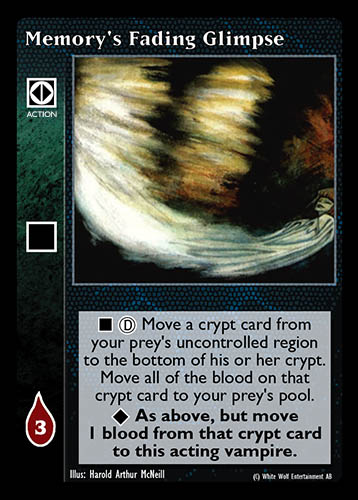 Memory's Fading Glimpse
ACTION
Ⓓ Move a crypt card from
your prey's uncontrolled region
to the bottom of his or her crypt.
Move all of the blood on that
crypt card to your prey's pool.
As above, but move
1 blood from that crypt card
to this acting vampire.
3
Illus: Harold Arthur McNeill
(C) White Wolf Entertainment AB